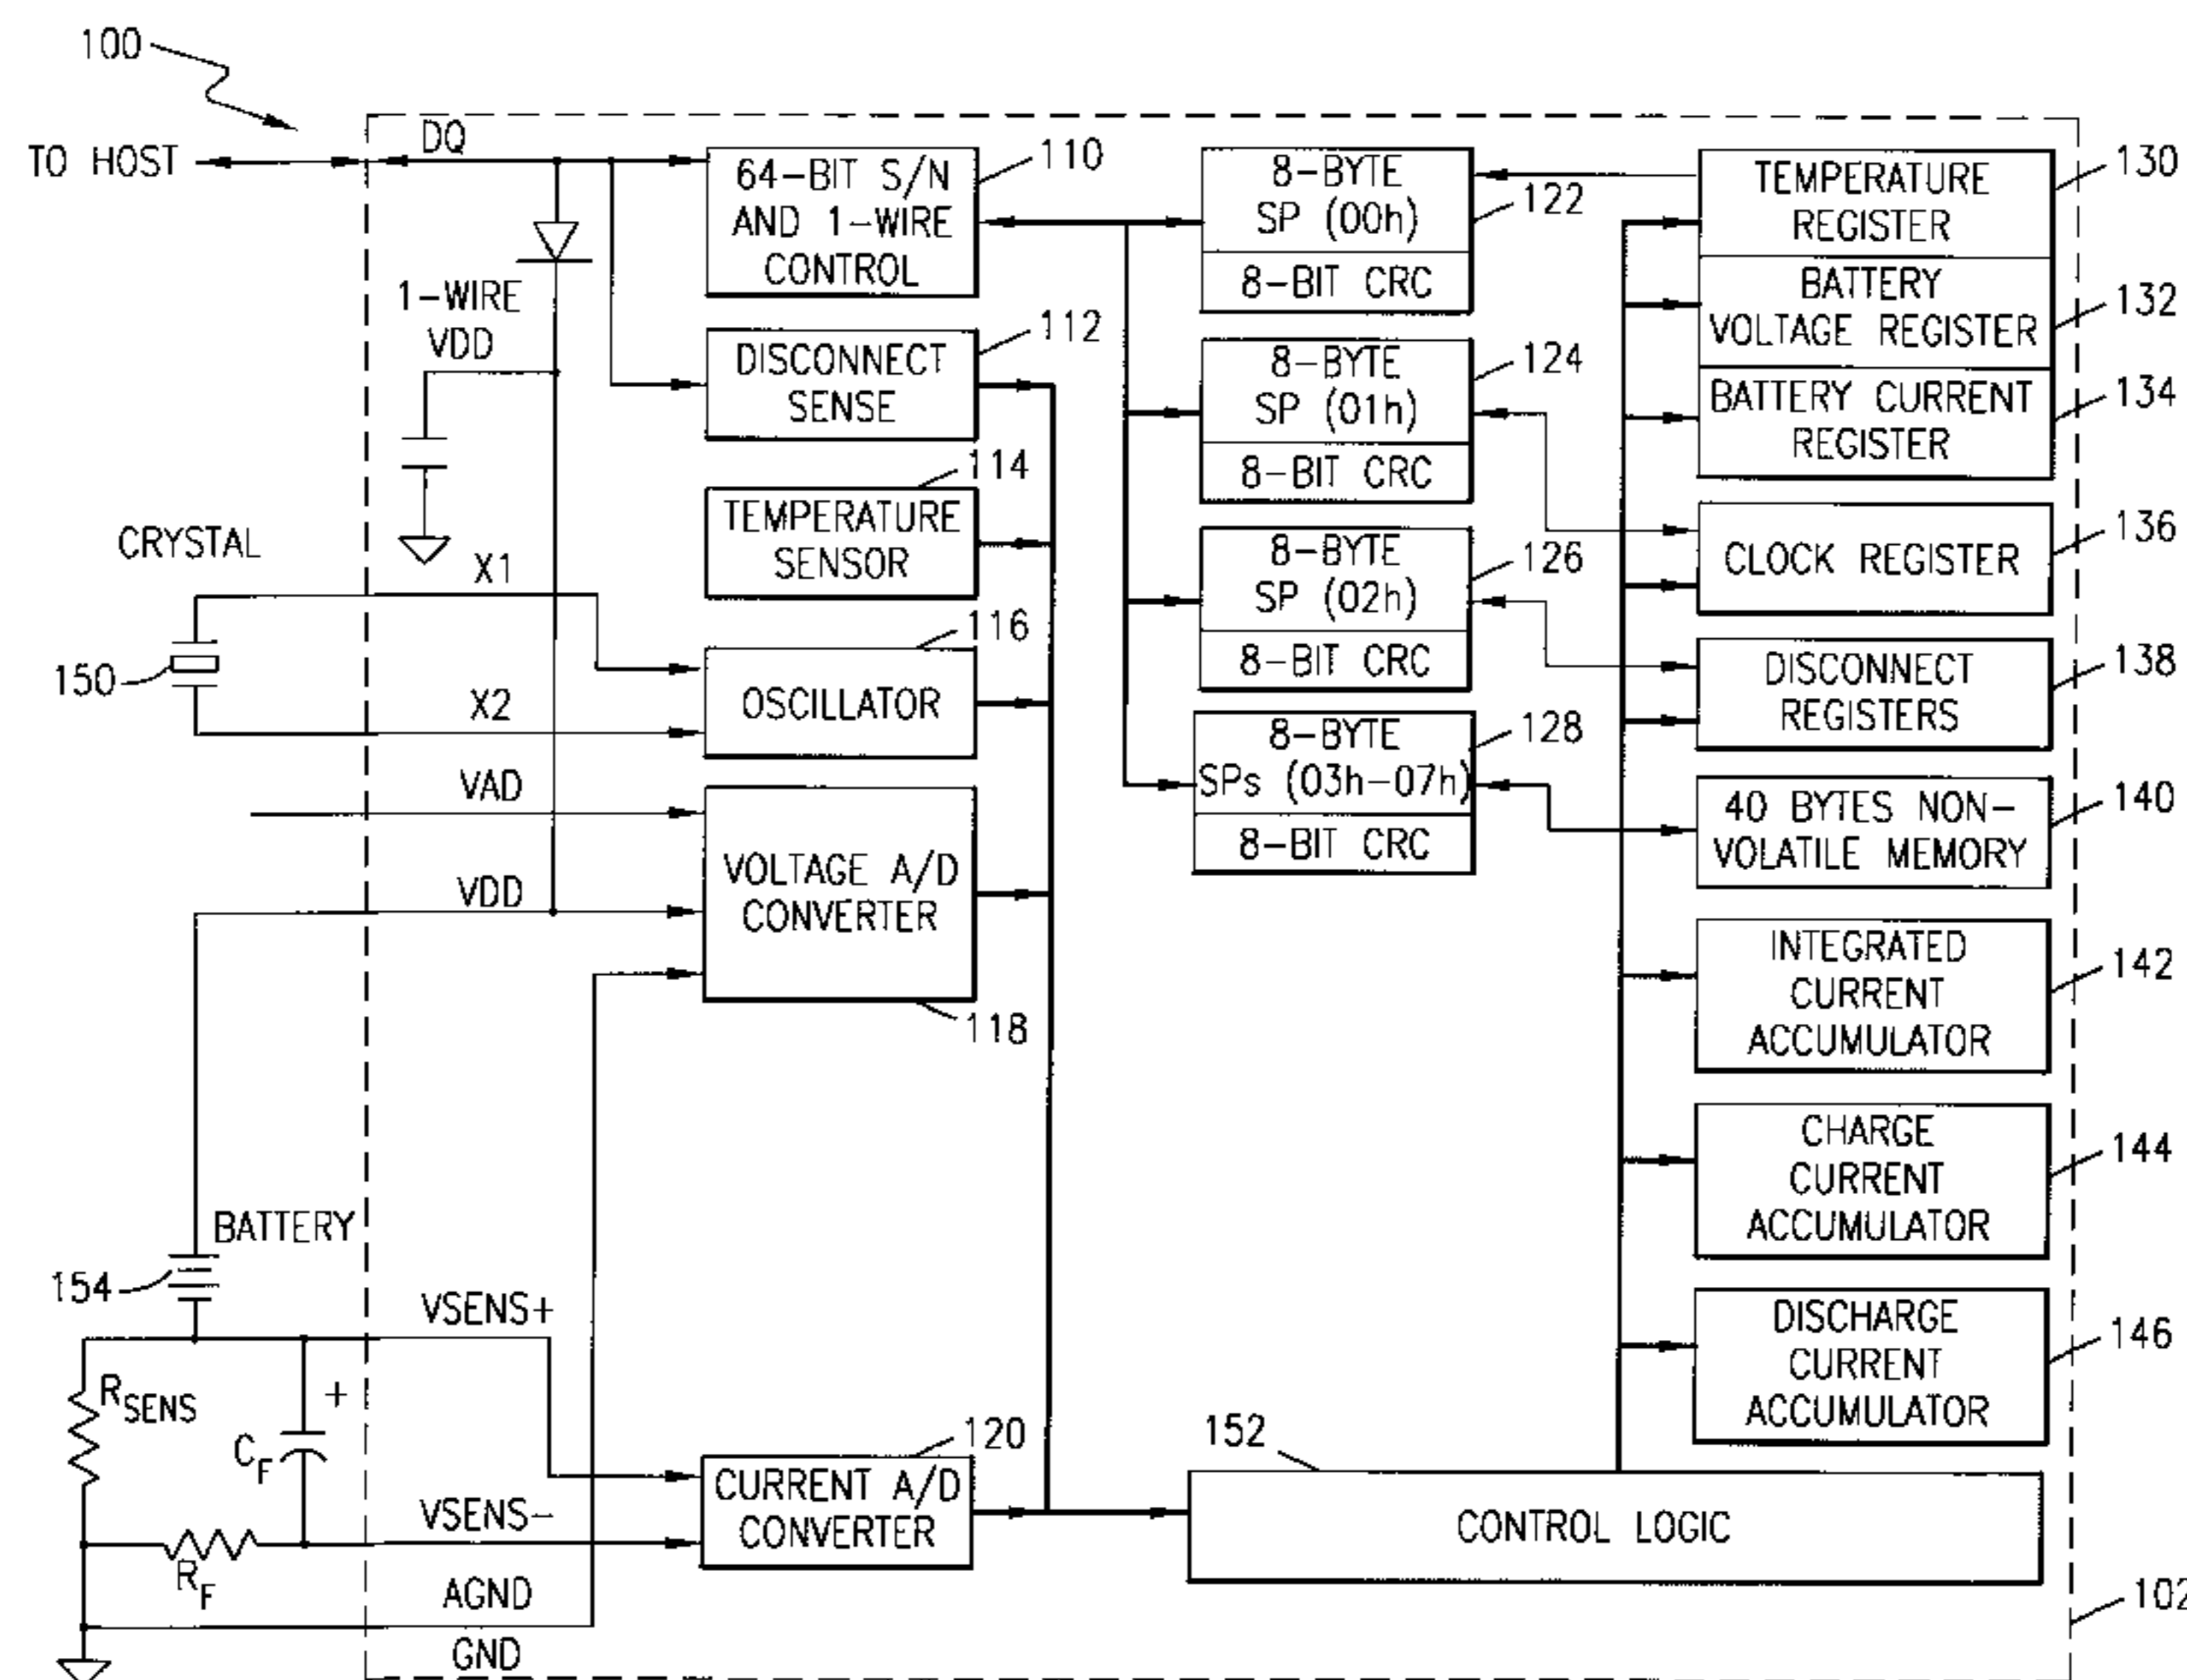 100
TO HOST
DQ
64-BIT S/N
AND 1-WIRE
CONTROL
110
1-WIRE
VDD
DISCONNECT
SENSE
112
114
TEMPERATURE
SENSOR
CRYSTAL
X1
150
X2
116
OSCILLATOR
VAD
VDD
VOLTAGE A/D
CONVERTER
118
BATTERY
154
VSENS+
RSENS
+
CF
VSENS-
RF
AGND
GND
120
CURRENT A/D
CONVERTER
8-BYTE
SP (00h)
8-BIT CRC
122
8-BYTE
SP (01h)
8-BIT CRC
124
8-BYTE
SP (02h)
8-BIT CRC
126
8-BYTE
SPs (03h-07h)
8-BIT CRC
128
TEMPERATURE
REGISTER
130
BATTERY
VOLTAGE REGISTER
132
BATTERY CURRENT
REGISTER
134
CLOCK REGISTER
136
DISCONNECT
REGISTERS
138
40 BYTES NON-
VOLATILE MEMORY
140
INTEGRATED
CURRENT
ACCUMULATOR
142
CHARGE
CURRENT
ACCUMULATOR
144
DISCHARGE
CURRENT
ACCUMULATOR
146
152
CONTROL LOGIC
102